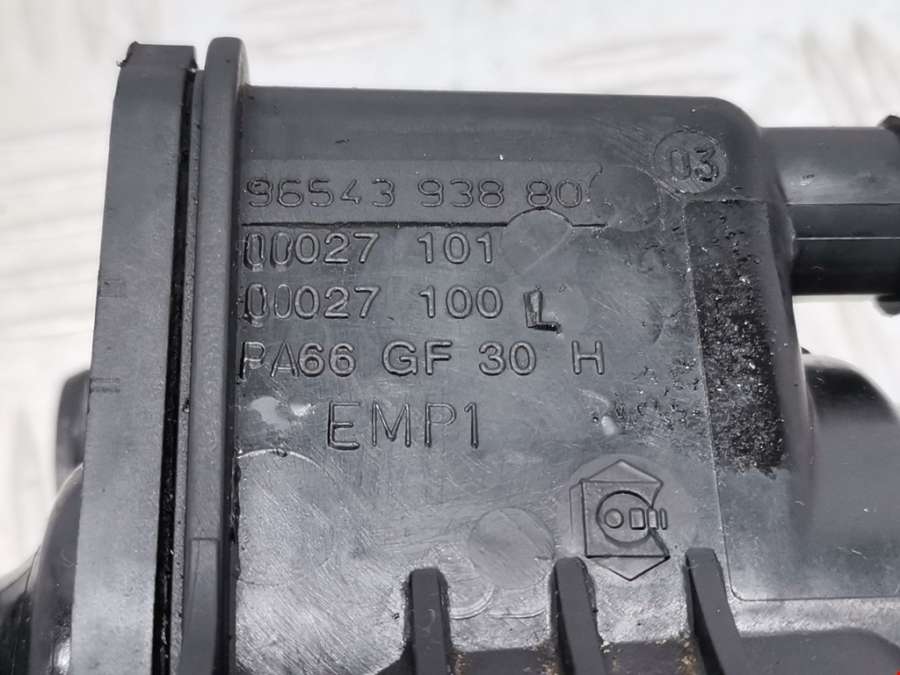 03
96543 938 80
00027 101
00027 100 L
PA66 GF 30 H
EMP1